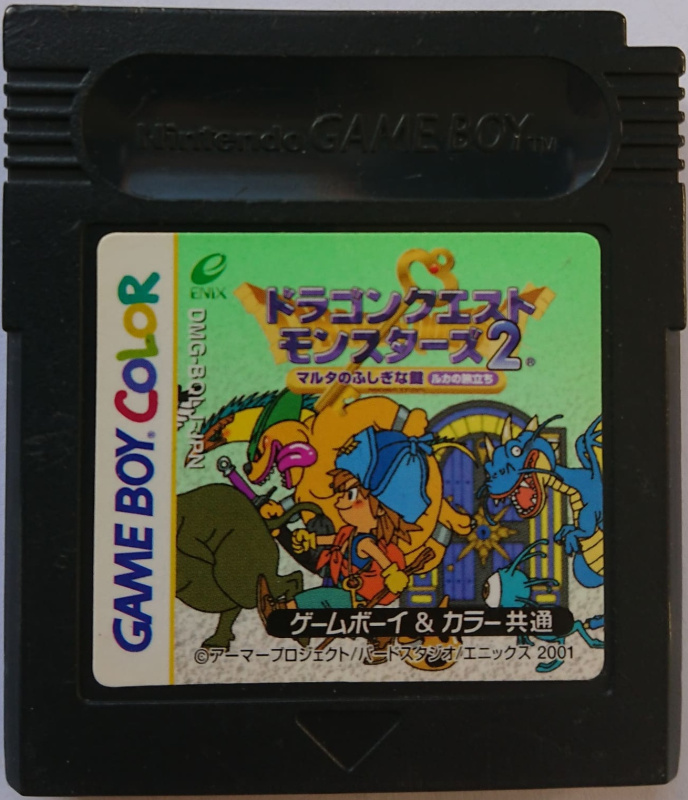 Nintendo GAME BOY™
GAME BOY COLOR
ENIX
ドラゴンクエスト
モンスターズ2®
マルタのふしぎな鍵 ルカの旅立ち
ゲームボーイ & カラー共通
©アーマープロジェクト/バードスタジオ/エニックス 2001